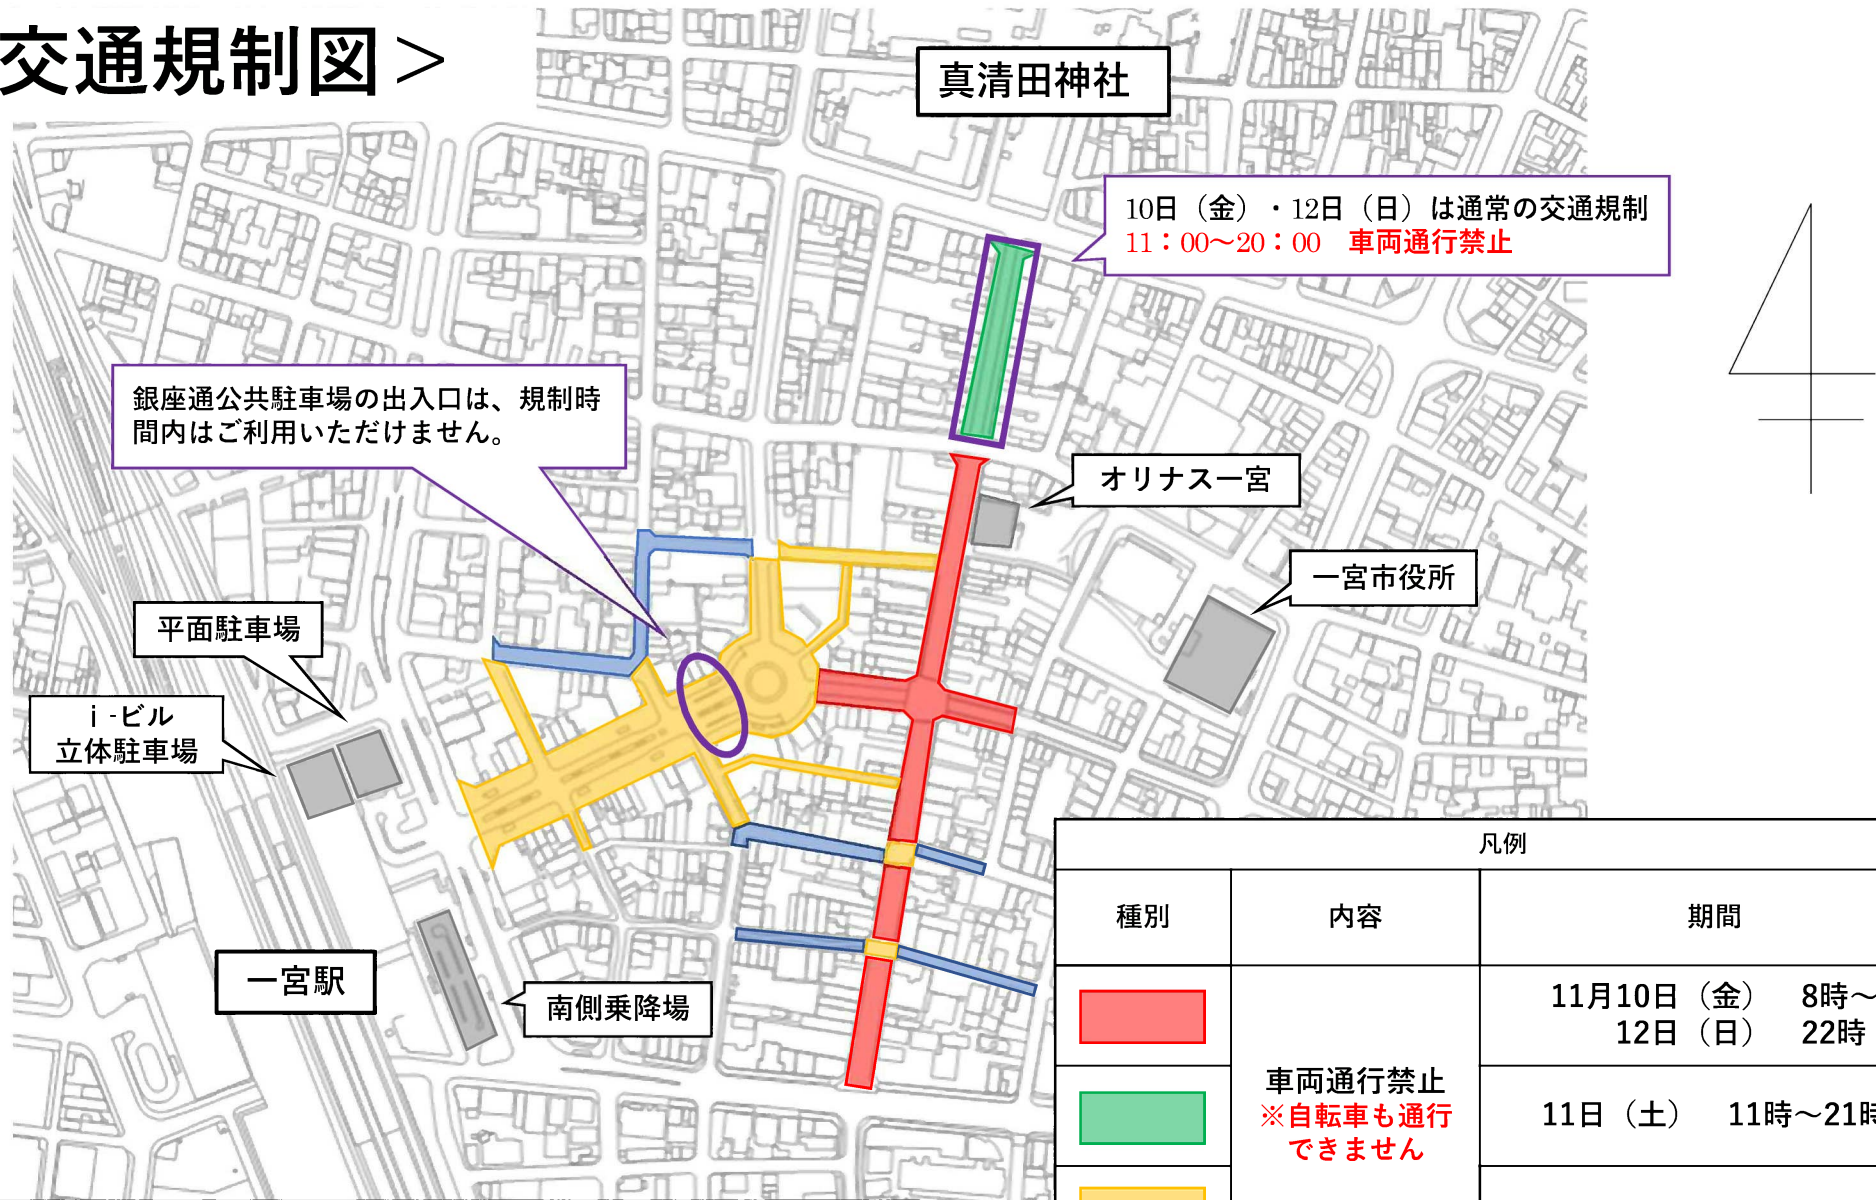 交通規制図＞
真清田神社
10日（金）・12日（日）は通常の交通規制
11：00～20：00　車両通行禁止
銀座通公共駐車場の出入口は、規制時
間内はご利用いただけません。
オリナス一宮
一宮市役所
平面駐車場
ｉ-ビル
立体駐車場
一宮駅
南側乗降場
凡例
種別
内容
期間
11月10日（金）　8時～
12日（日）　22時
車両通行禁止
※自転車も通行
できません
11日（土）　11時～21時